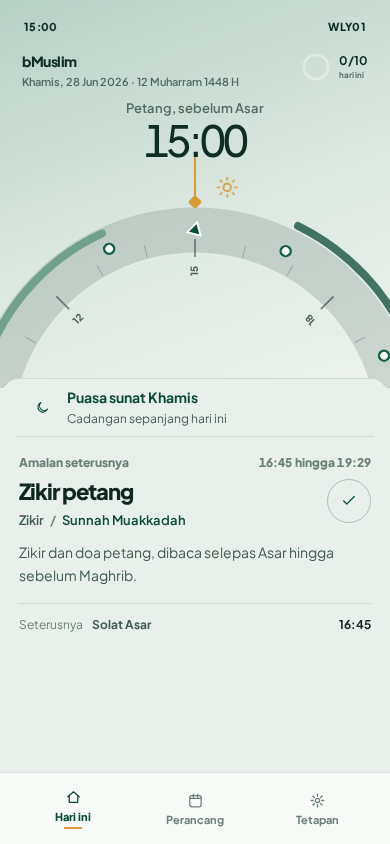 15:00
WLY01
bMuslim
0/10
Khamis, 28 Jun 2026 · 12 Muharram 1448 H
hari ini
Petang, sebelum Asar
15:00
12
15
18
Puasa sunat Khamis
Cadangan sepanjang hari ini
Amalan seterusnya
16:45 hingga 19:29
Zikir petang
Zikir / Sunnah Muakkadah
Zikir dan doa petang, dibaca selepas Asar hingga
sebelum Maghrib.
Seterusnya Solat Asar
16:45
Hari ini
Perancang
Tetapan